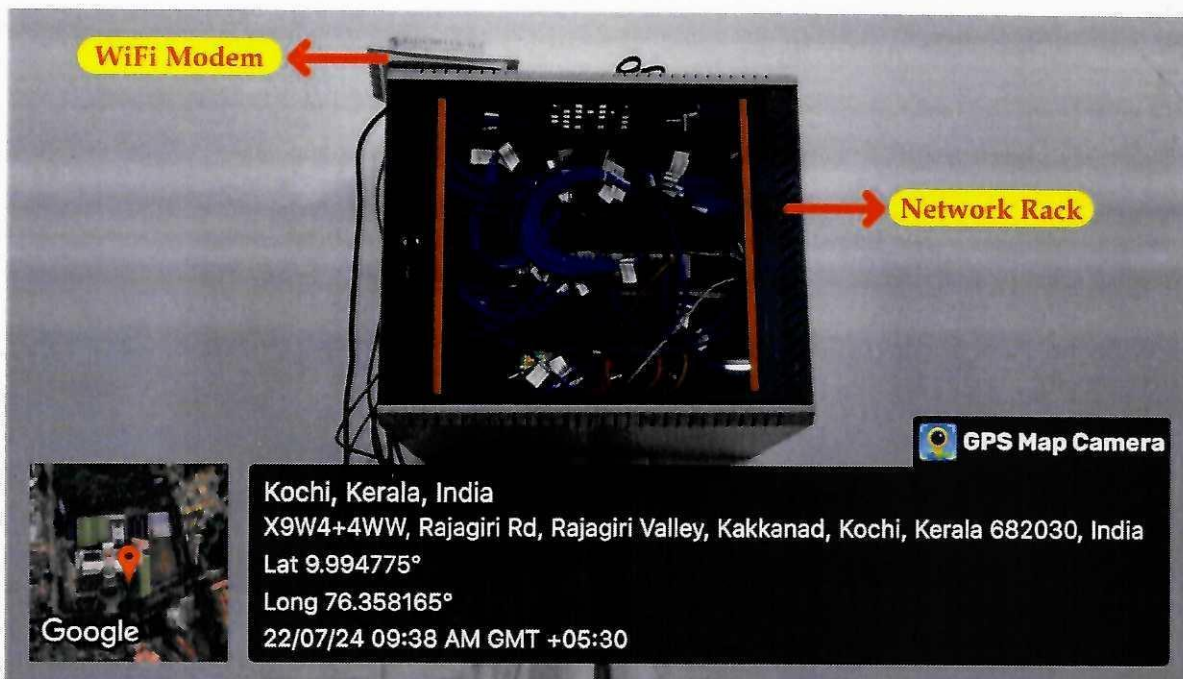 WiFi Modem
Network Rack
GPS Map Camera
Kochi, Kerala, India
X9W4+4WW, Rajagiri Rd, Rajagiri Valley, Kakkanad, Kochi, Kerala 682030, India
Lat 9.994775°
Long 76.358165°
22/07/24 09:38 AM GMT +05:30
Google